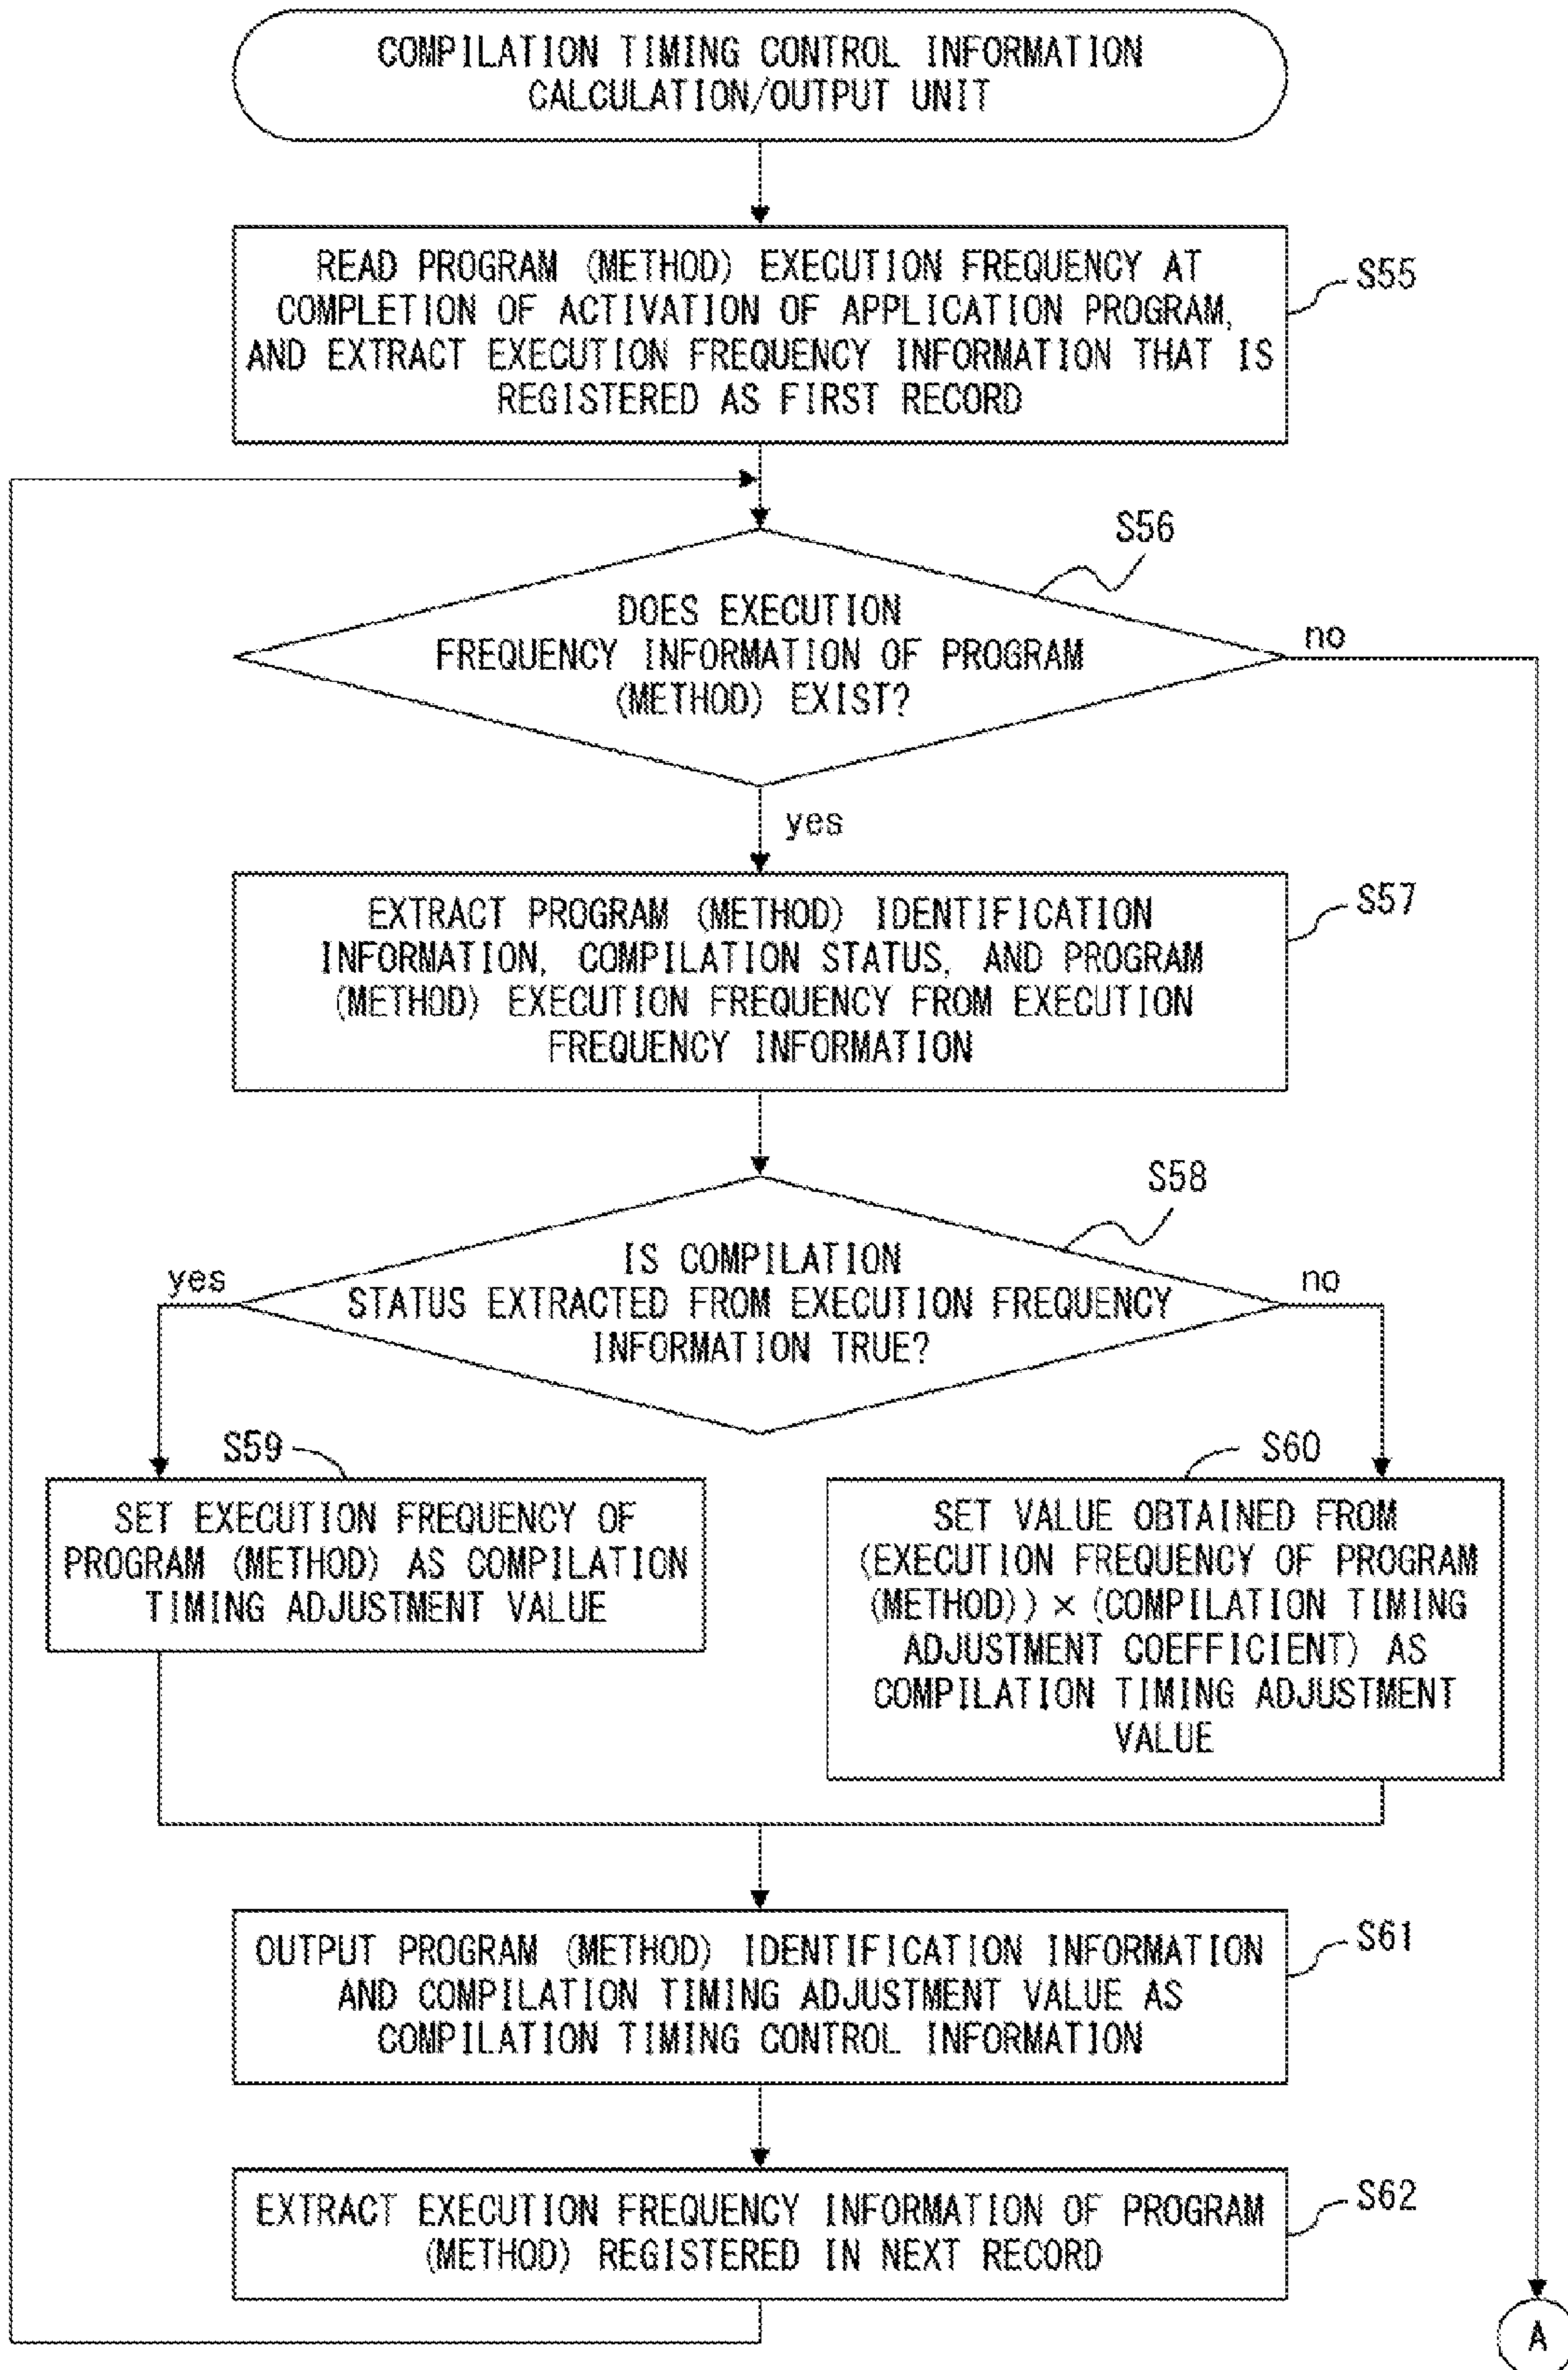 COMPILATION TIMING CONTROL INFORMATION
CALCULATION/OUTPUT UNIT
READ PROGRAM (METHOD) EXECUTION FREQUENCY AT
COMPLETION OF ACTIVATION OF APPLICATION PROGRAM,
AND EXTRACT EXECUTION FREQUENCY INFORMATION THAT IS
REGISTERED AS FIRST RECORD
S55
S56
DOES EXECUTION
FREQUENCY INFORMATION OF PROGRAM
(METHOD) EXIST?
no
yes
EXTRACT PROGRAM (METHOD) IDENTIFICATION
INFORMATION, COMPILATION STATUS, AND PROGRAM
(METHOD) EXECUTION FREQUENCY FROM EXECUTION
FREQUENCY INFORMATION
S57
S58
IS COMPILATION
STATUS EXTRACTED FROM EXECUTION FREQUENCY
INFORMATION TRUE?
yes
no
S59
SET EXECUTION FREQUENCY OF
PROGRAM (METHOD) AS COMPILATION
TIMING ADJUSTMENT VALUE
S60
SET VALUE OBTAINED FROM
(EXECUTION FREQUENCY OF PROGRAM
(METHOD)) × (COMPILATION TIMING
ADJUSTMENT COEFFICIENT) AS
COMPILATION TIMING ADJUSTMENT
VALUE
OUTPUT PROGRAM (METHOD) IDENTIFICATION INFORMATION
AND COMPILATION TIMING ADJUSTMENT VALUE AS
COMPILATION TIMING CONTROL INFORMATION
S61
EXTRACT EXECUTION FREQUENCY INFORMATION OF PROGRAM
(METHOD) REGISTERED IN NEXT RECORD
S62
A